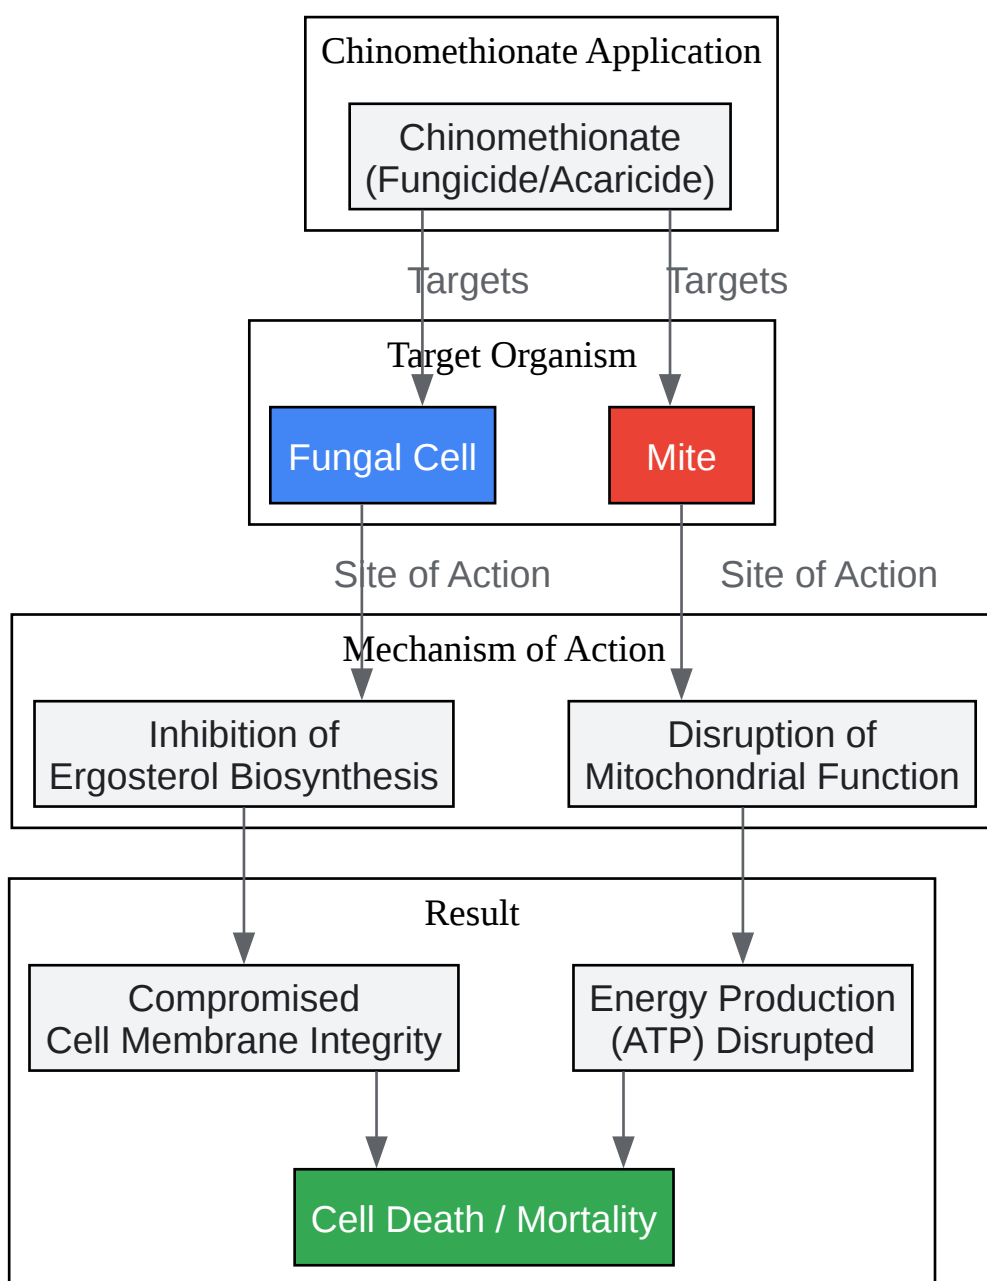 Chinomethionate Application
Chinomethionate
(Fungicide/Acaricide)
Targets
Targets
Target Organism
Fungal Cell
Mite
Site of Action
Site of Action
Mechanism of Action
Inhibition of
Ergosterol Biosynthesis
Disruption of
Mitochondrial Function
Result
Compromised
Cell Membrane Integrity
Energy Production
(ATP) Disrupted
Cell Death / Mortality